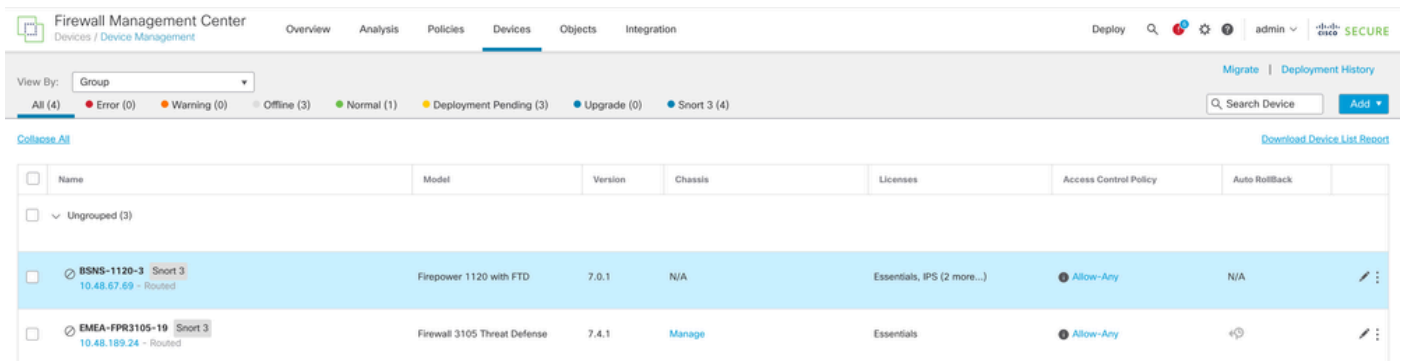 Firewall Management Center
Devices / Device Management
Overview Analysis Policies Devices Objects Integration
Deploy admin cisco SECURE
Migrate | Deployment History
View By: Group
All (4) Error (0) Warning (0) Offline (3) Normal (1) Deployment Pending (3) Upgrade (0) Snort 3 (4)
Search Device Add
Collapse All Download Device List Report
Name Model Version Chassis Licenses Access Control Policy Auto RollBack
Ungrouped (3)
BSNS-1120-3 Snort 3
10.48.67.69 - Routed
Firepower 1120 with FTD 7.0.1 N/A Essentials, IPS (2 more...) Allow-Any N/A
EMEA-FPR3105-19 Snort 3
10.48.189.24 - Routed
Firewall 3105 Threat Defense 7.4.1 Manage Essentials Allow-Any